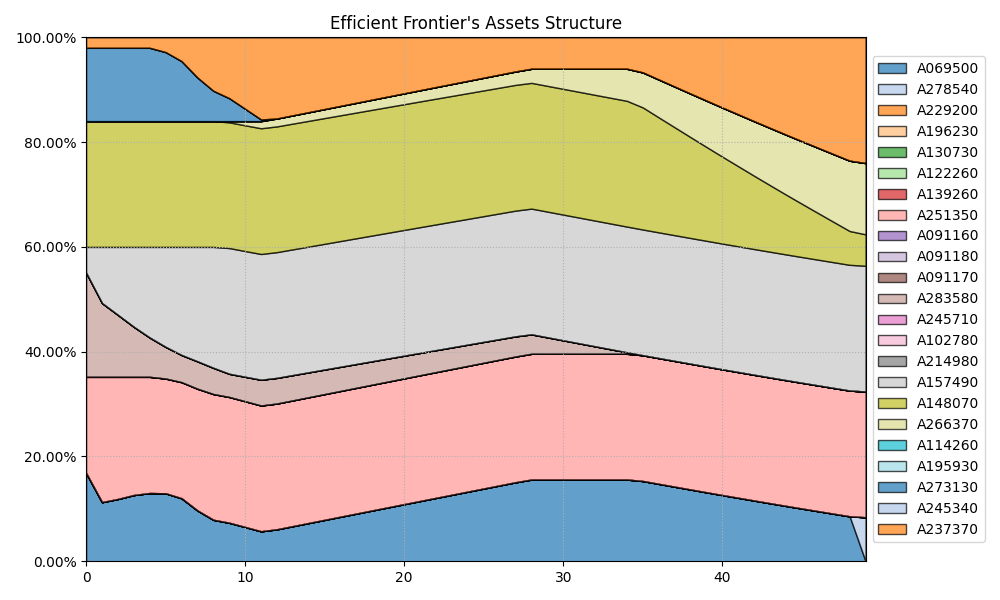 Efficient Frontier's Assets Structure
100.00%
80.00%
60.00%
40.00%
20.00%
0.00%
0
10
20
30
40
A069500
A278540
A229200
A196230
A130730
A122260
A139260
A251350
A091160
A091180
A091170
A283580
A245710
A102780
A214980
A157490
A148070
A266370
A114260
A195930
A273130
A245340
A237370